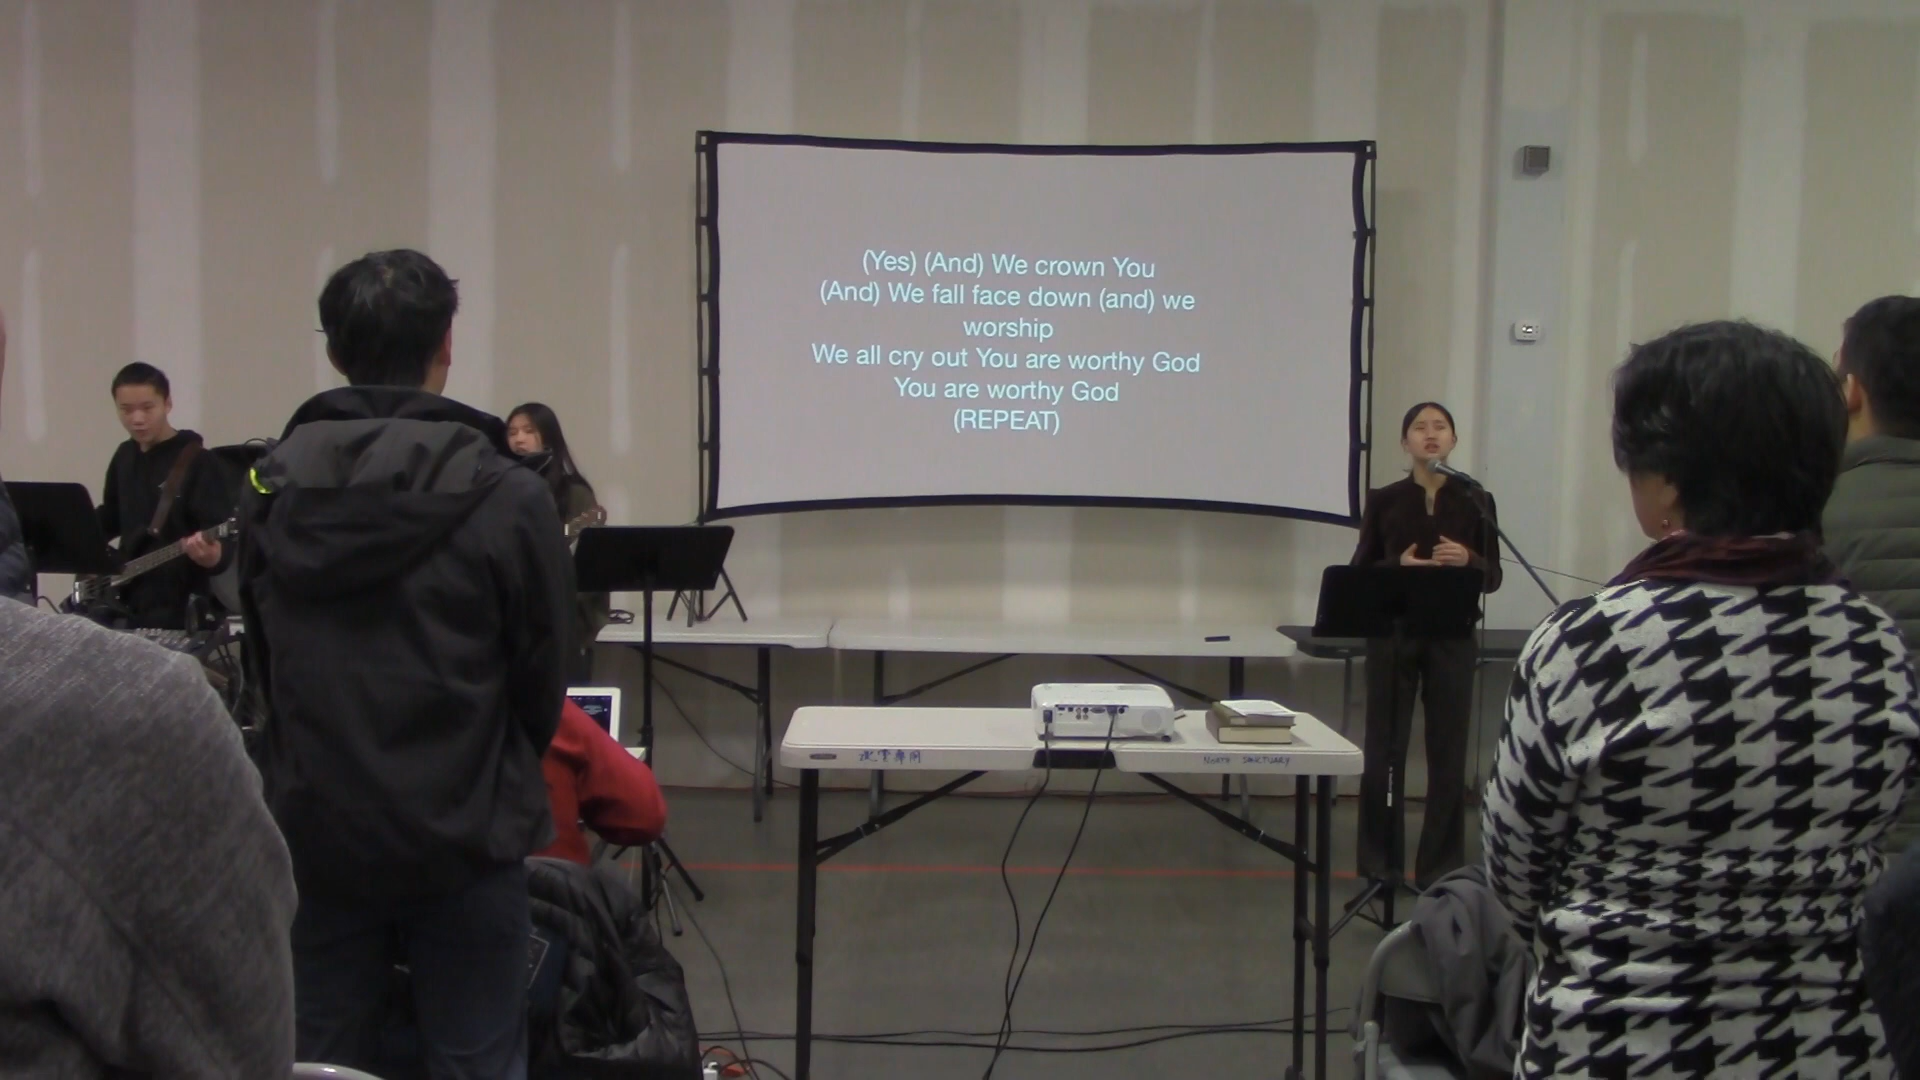 (Yes) (And) We crown You
(And) We fall face down (and) we
worship
We all cry out You are worthy God
You are worthy God
(REPEAT)
NORTH SANCTUARY